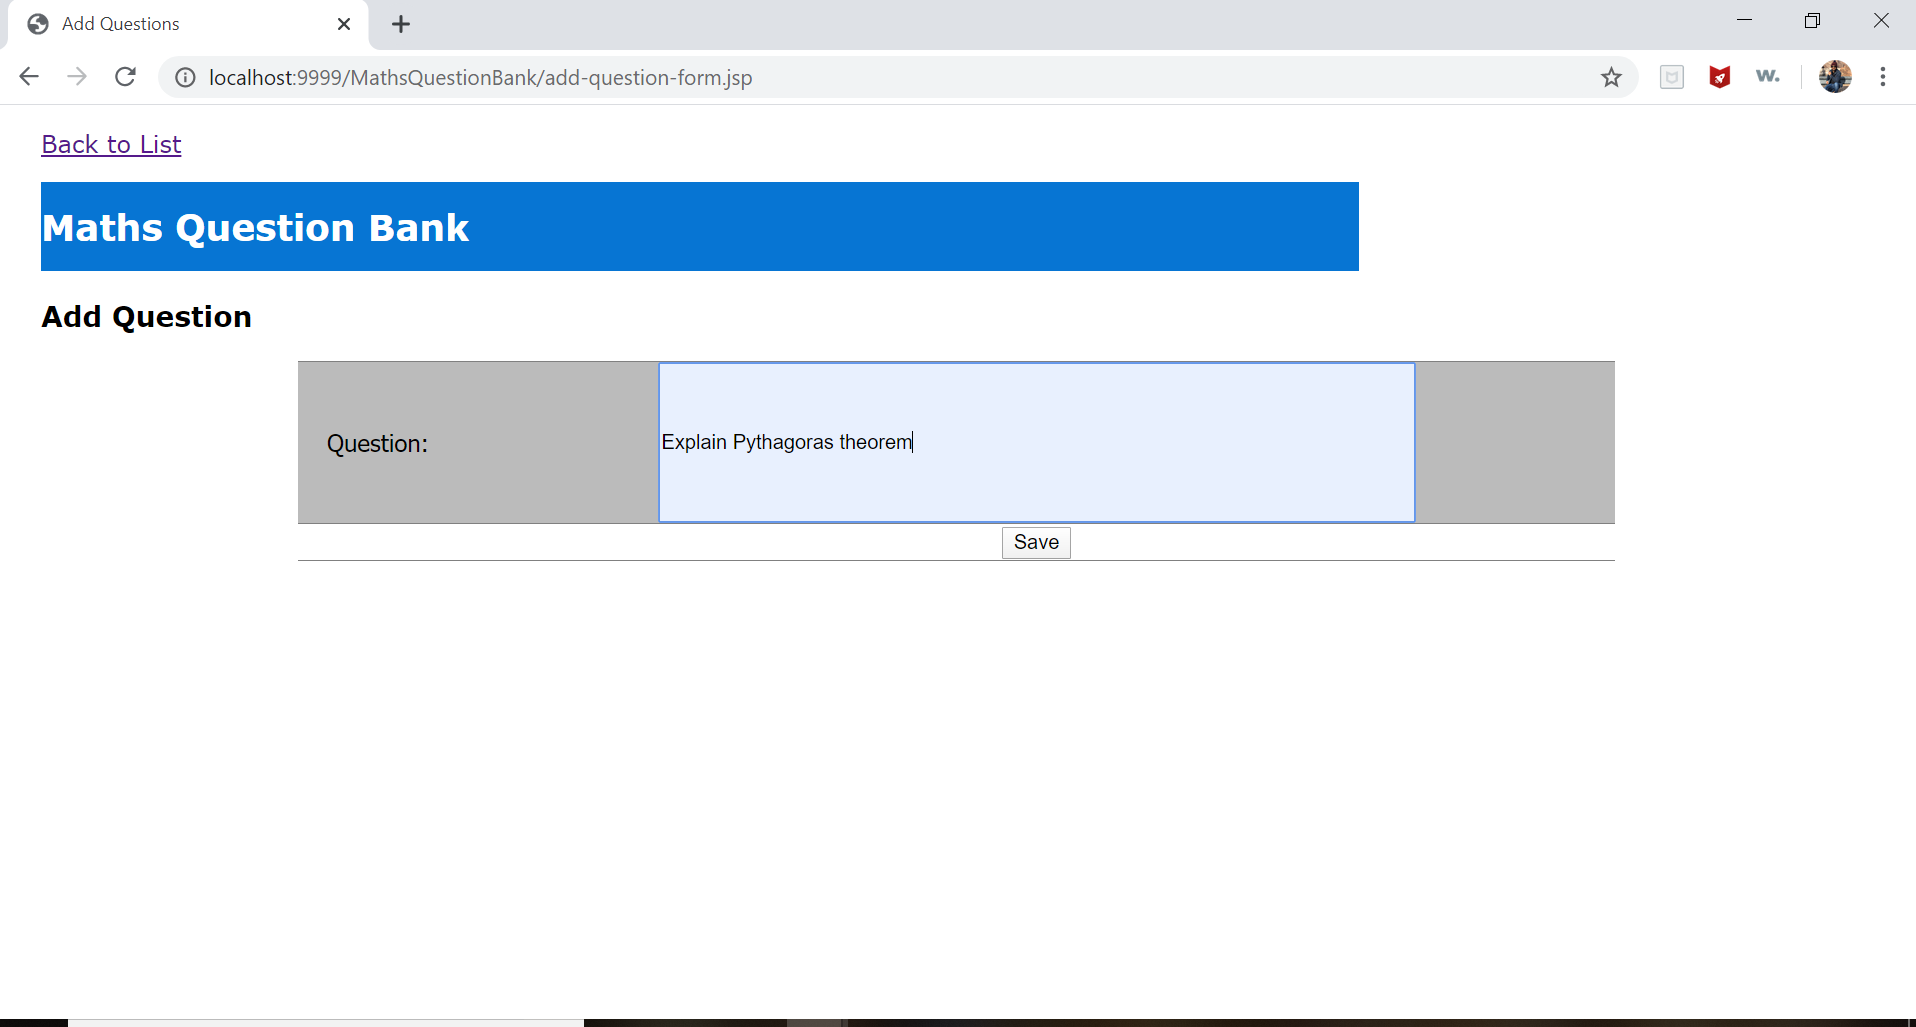 Add Questions
localhost:9999/MathsQuestionBank/add-question-form.jsp
w.
Back to List
Maths Question Bank
Add Question
Question:
Explain Pythagoras theorem
Save